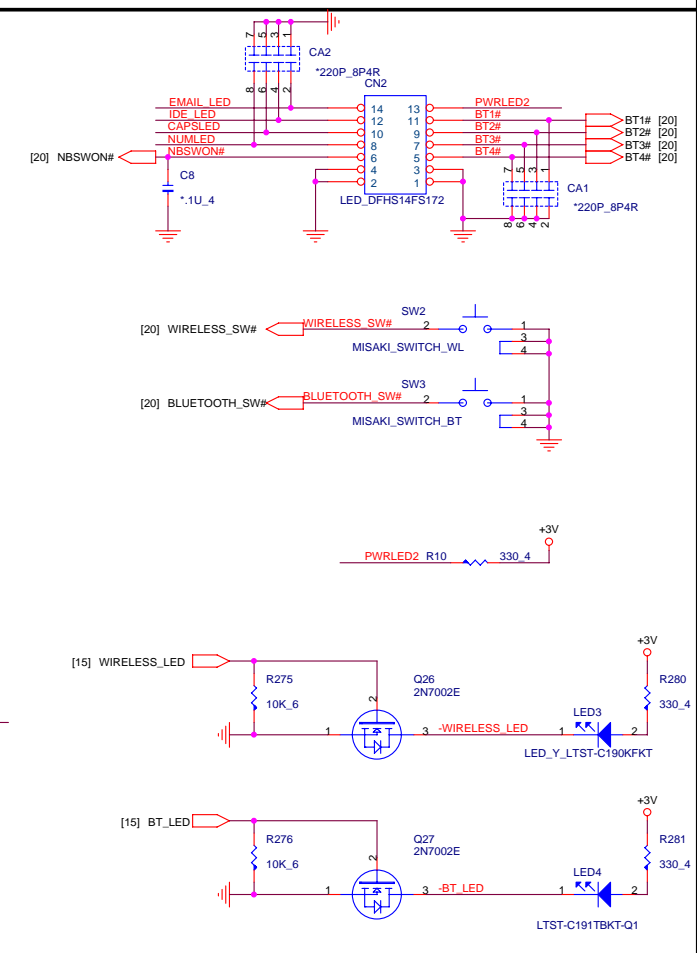 7 5 3 1
CA2
*220P_8P4R
8 6 4 2
CN2
EMAIL_LED 14 13 PWRLED2
IDE_LED 12 11 BT1# BT1# [20]
CAPSLED 10 9 BT2# BT2# [20]
NUMLED 8 7 BT3# BT3# [20]
[20] NBSWON# NBSWON# 6 5 BT4# BT4# [20]
4 3
2 1
LED_DFHS14FS172
C8
*.1U_4
7 5 3 1
CA1
*220P_8P4R
8 6 4 2
SW2
[20] WIRELESS_SW# WIRELESS_SW# 2 1
3
4
MISAKI_SWITCH_WL
SW3
[20] BLUETOOTH_SW# BLUETOOTH_SW# 2 1
3
4
MISAKI_SWITCH_BT
+3V
PWRLED2 R10 330_4
+3V
[15] WIRELESS_LED
R275
10K_6
Q26
2N7002E
2
1 3 -WIRELESS_LED
LED3
1 2
R280
330_4
LED_Y_LTST-C190KFKT
+3V
[15] BT_LED
R276
10K_6
Q27
2N7002E
2
1 3 -BT_LED
LED4
1 2
R281
330_4
LTST-C191TBKT-Q1